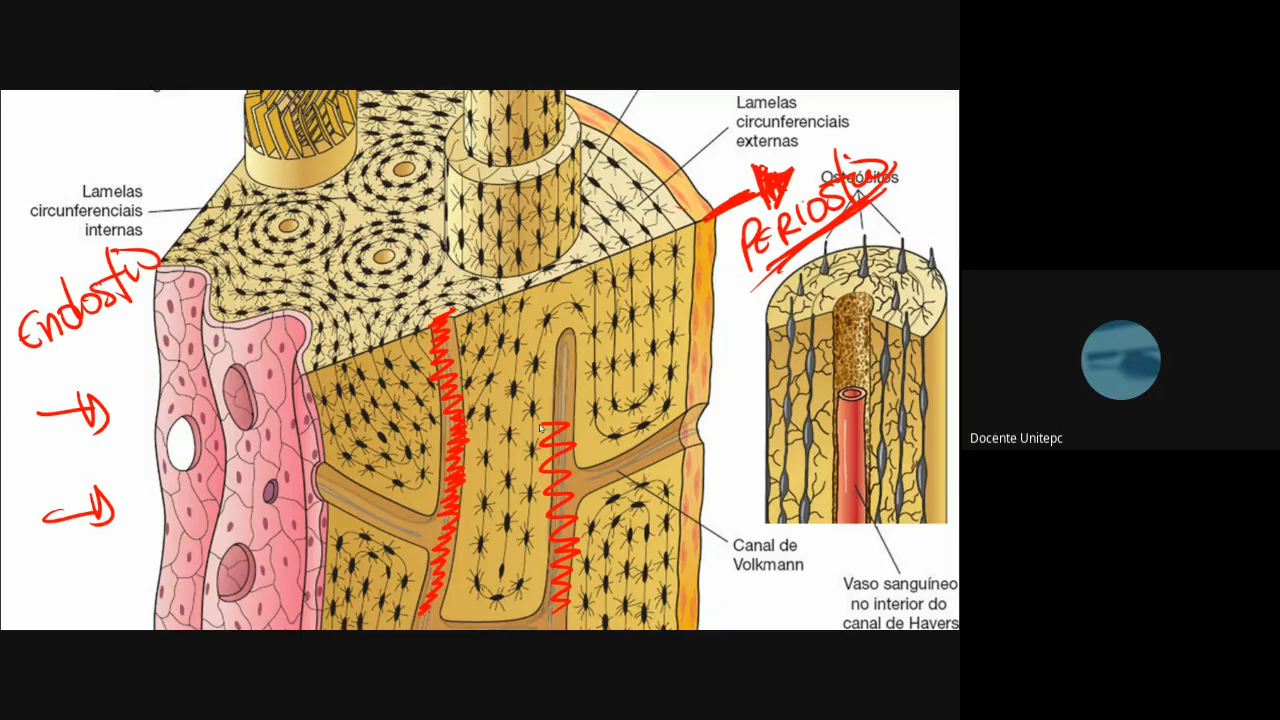 Lamelas
circunferenciais
externas
Osteócitos
PERIOSTIO
Lamelas
circunferenciais
internas
Endostio
Canal de
Volkmann
Vaso sanguíneo
no interior do
canal de Havers
Docente Unitepc